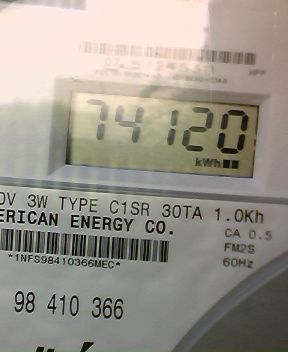 74120
kWh
0V 3W TYPE C1SR 30TA 1.0Kh
ERICAN ENERGY CO.
CA 0.5
FM2S
*1NFS98410366MEC*
60Hz
98 410 366